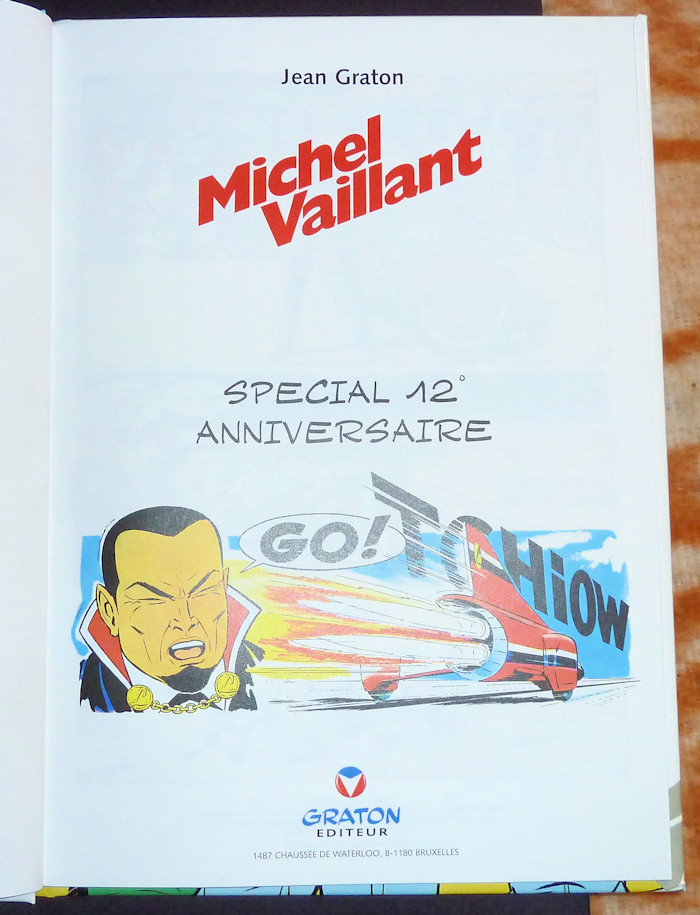 Jean Graton
Michel
Vaillant
SPECIAL 12°
ANNIVERSAIRE
GO!
TCHiOW
GRATON
EDITEUR
1487 CHAUSSÉE DE WATERLOO, B-1180 BRUXELLES